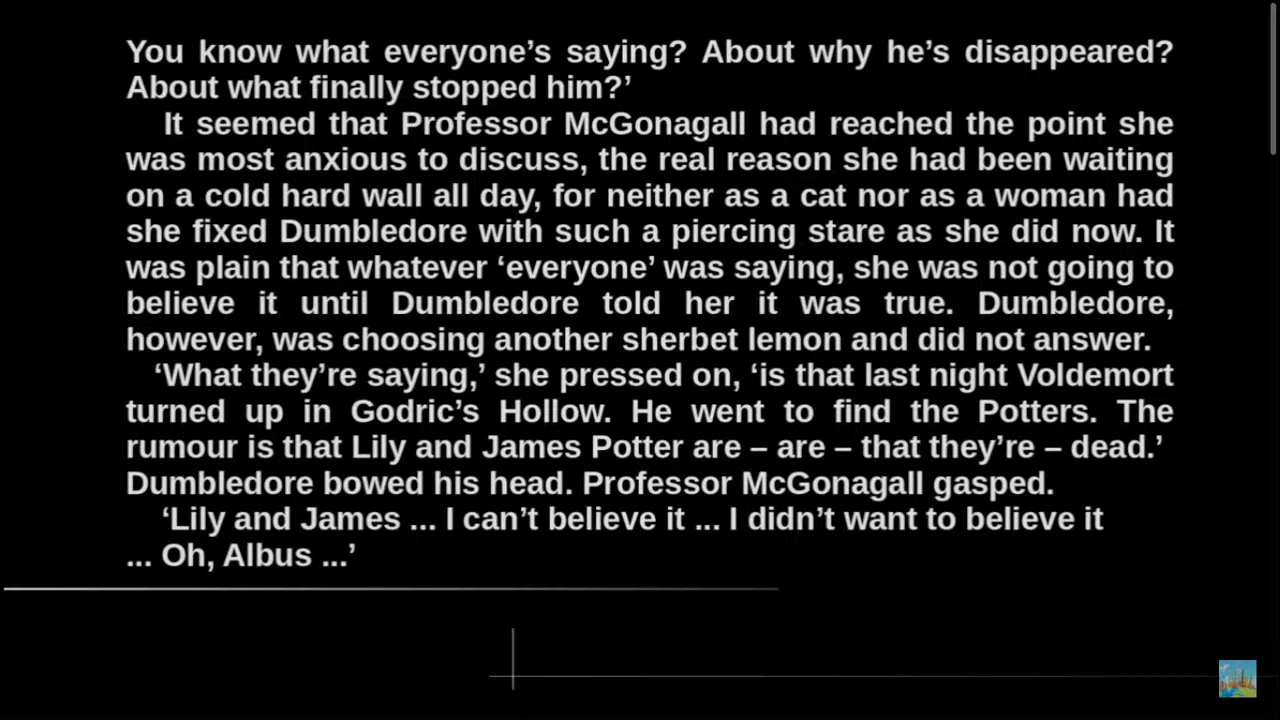 You know what everyone’s saying? About why he’s disappeared?
About what finally stopped him?’
It seemed that Professor McGonagall had reached the point she
was most anxious to discuss, the real reason she had been waiting
on a cold hard wall all day, for neither as a cat nor as a woman had
she fixed Dumbledore with such a piercing stare as she did now. It
was plain that whatever ‘everyone’ was saying, she was not going to
believe it until Dumbledore told her it was true. Dumbledore,
however, was choosing another sherbet lemon and did not answer.
‘What they’re saying,’ she pressed on, ‘is that last night Voldemort
turned up in Godric’s Hollow. He went to find the Potters. The
rumour is that Lily and James Potter are – are – that they’re – dead.’
Dumbledore bowed his head. Professor McGonagall gasped.
‘Lily and James ... I can’t believe it ... I didn’t want to believe it
... Oh, Albus ...’